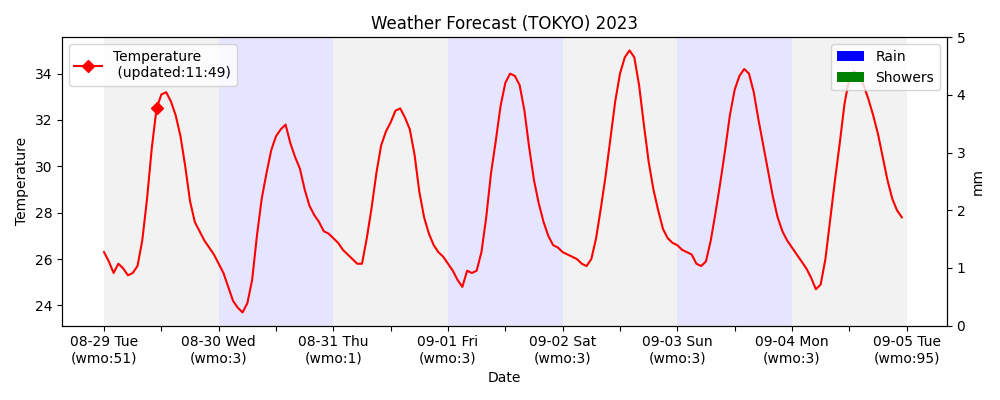 Weather Forecast (TOKYO) 2023
Temperature
(updated:11:49)
Rain
Showers
Temperature
34
32
30
28
26
24
5
4
3
2
1
0
mm
08-29 Tue
(wmo:51)
08-30 Wed
(wmo:3)
08-31 Thu
(wmo:1)
09-01 Fri
(wmo:3)
09-02 Sat
(wmo:3)
09-03 Sun
(wmo:3)
09-04 Mon
(wmo:3)
09-05 Tue
(wmo:95)
Date